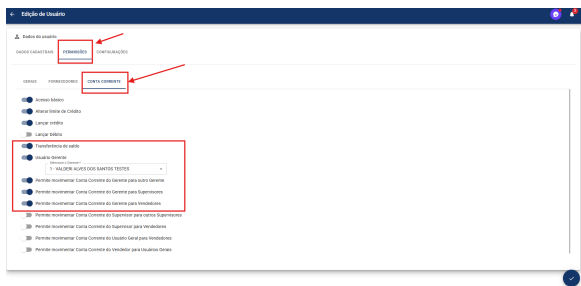 Edição de Usuário
Dados do usuário
DADOS CADASTRAIS PERMISSÕES CONFIGURAÇÕES
GERAIS FORNECEDORES CONTA CORRENTE
Acesso básico
Alterar limite de Crédito
Lançar crédito
Lançar Débito
Transferência de saldo
Usuário Gerente
Selecione o Gerente *
1 - VALDERI ALVES DOS SANTOS TESTES
Permite movimentar Conta Corrente do Gerente para outro Gerente
Permite movimentar Conta Corrente do Gerente para Supervisores
Permite movimentar Conta Corrente do Gerente para Vendedores
Permite movimentar Conta Corrente do Supervisor para outros Supervisores
Permite movimentar Conta Corrente do Supervisor para Vendedores
Permite movimentar Conta Corrente do Usuário Geral para Vendedores
Permite movimentar Conta Corrente do Vendedor para Usuários Gerais